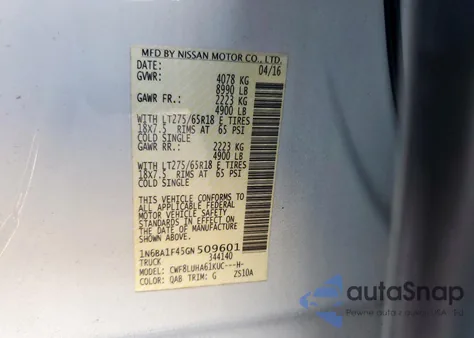 MFD BY NISSAN MOTOR CO., LTD.
DATE: 04/16
GVWR: 4078 KG
8990 LB
GAWR FR.: 2223 KG
4900 LB
WITH LT275/65R18 E TIRES
18X7.5 RIMS AT 65 PSI
COLD SINGLE
GAWR RR.: 2223 KG
4900 LB
WITH LT275/65R18 E TIRES
18X7.5 RIMS AT 65 PSI
COLD SINGLE
THIS VEHICLE CONFORMS TO
ALL APPLICABLE FEDERAL
MOTOR VEHICLE SAFETY
STANDARDS IN EFFECT ON
THE DATE OF MANUFACTURE
SHOWN ABOVE.
1N6BA1F45GN509601
TRUCK 344140
MODEL: CWF8LUHA61KUC---H-
COLOR: QAB TRIM: G 2S10A
autoSnap